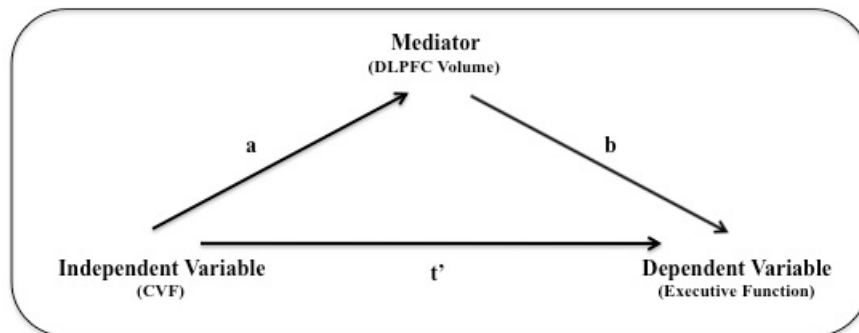 Mediator
(DLPFC Volume)
a
b
Independent Variable
(CVF)
t’
Dependent Variable
(Executive Function)